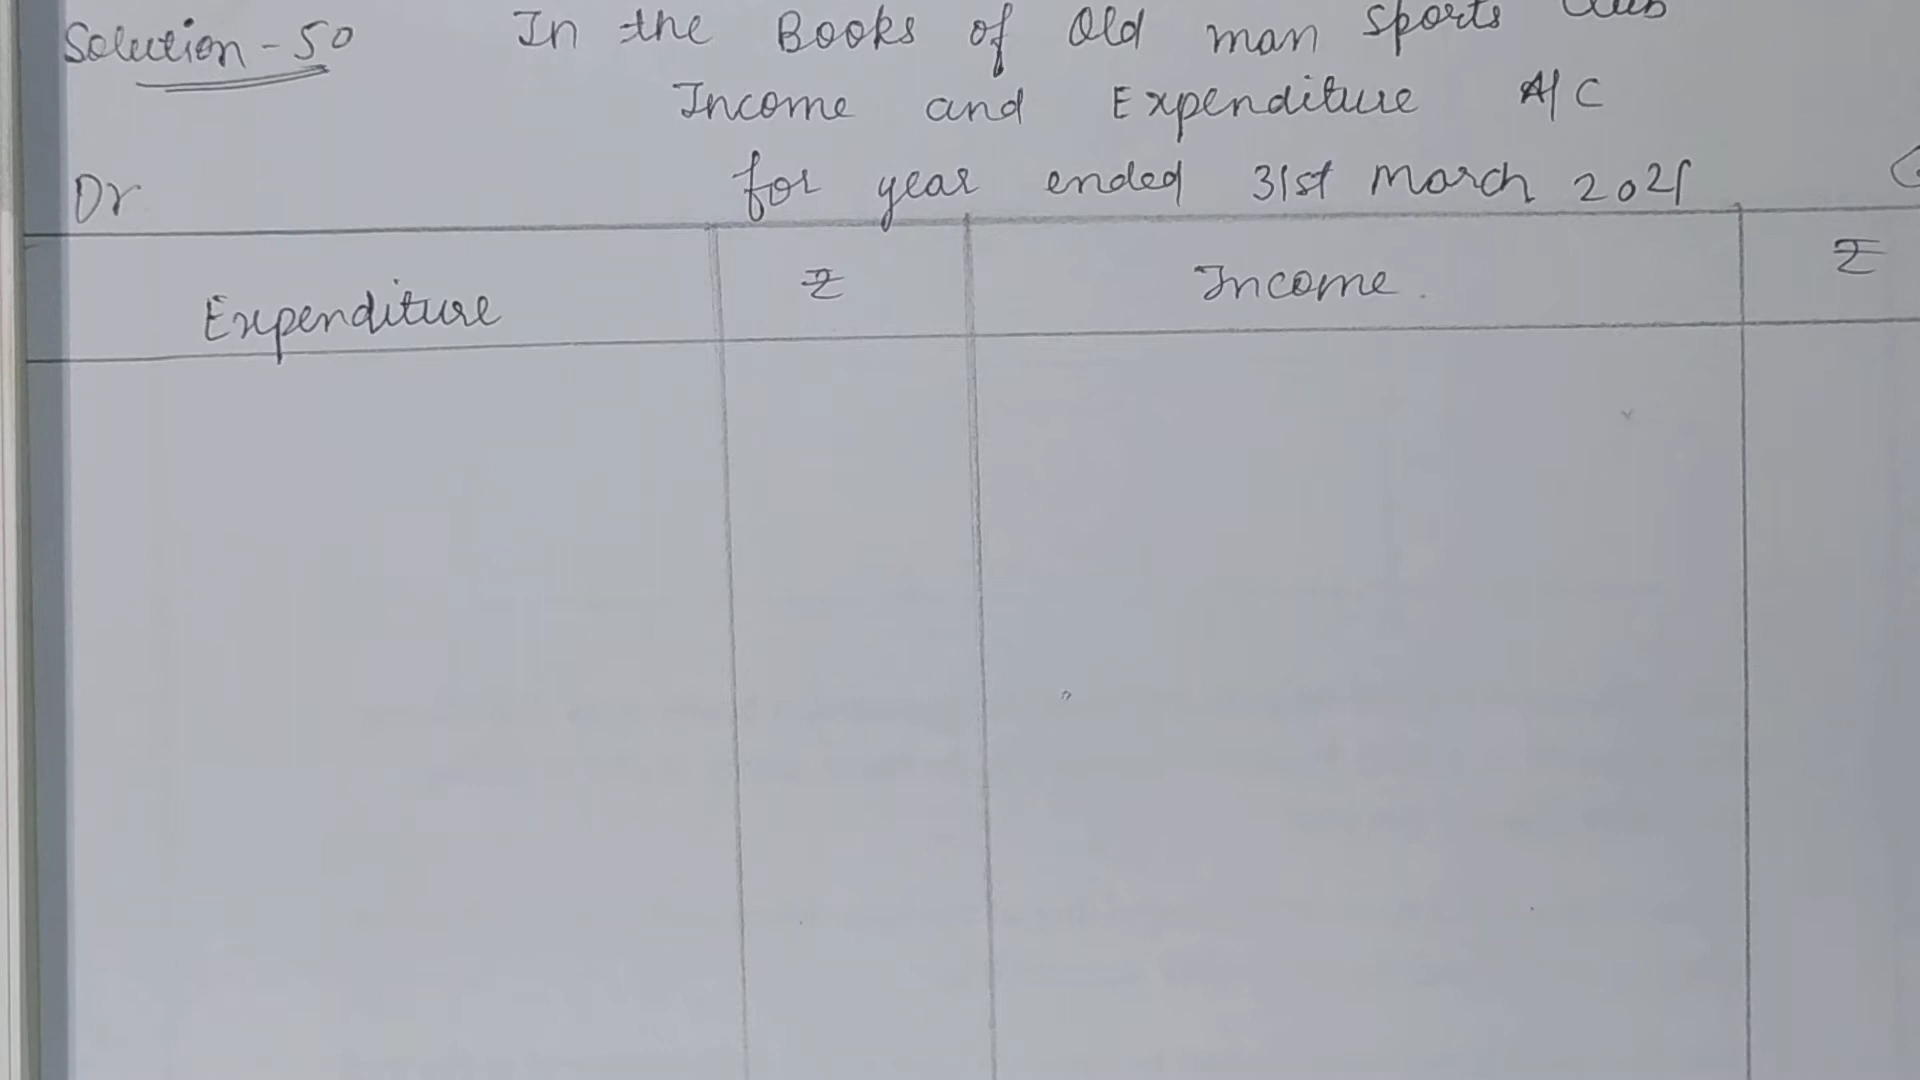 Solution - 50 In the Books of Old man Sports Club
Income and Expenditure A/C
Dr for year ended 31st March 2021
Expenditure ₹ Income. ₹